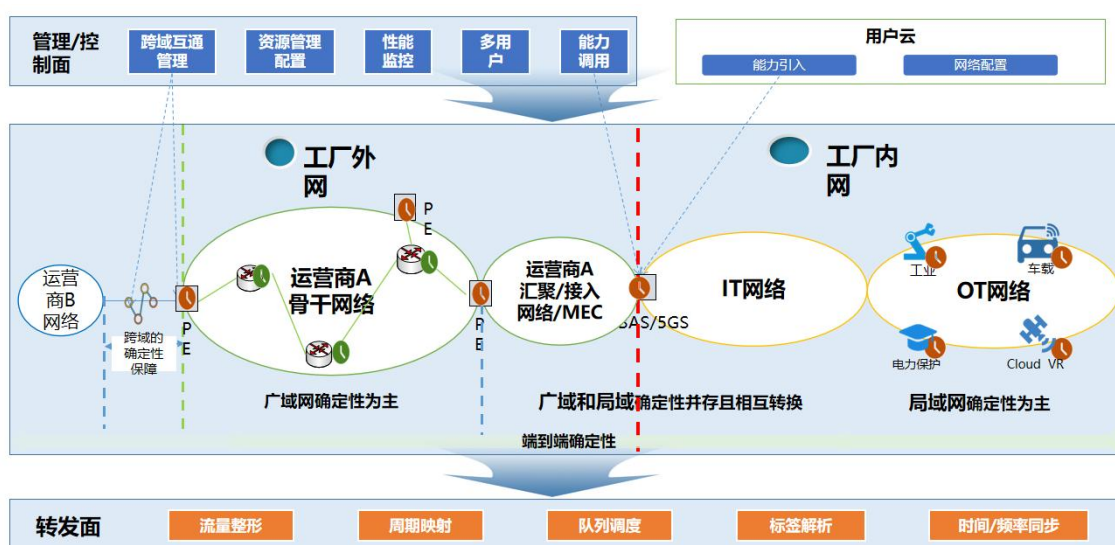 管理/控
制面
跨域互通
管理
资源管理
配置
性能
监控
多用
户
能力
调用
用户云
能力引入
网络配置
工厂外
网
工厂内
网
运营
商B
网络
跨域的
确定性
保障
P
E
运营商A
骨干网络
P
E
P
E
运营商A
汇聚/接入
网络/MEC
BAS/5GS
IT网络
OT网络
工业
车载
电力保护
Cloud VR
广域网确定性为主
广域和局域确定性并存且相互转换
局域网确定性为主
端到端确定性
转发面
流量整形
周期映射
队列调度
标签解析
时间/频率同步